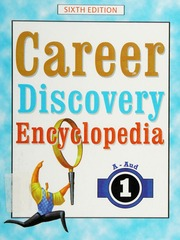 SIXTH EDITION
Career
Discovery
Encyclopedia
A - Aud
1